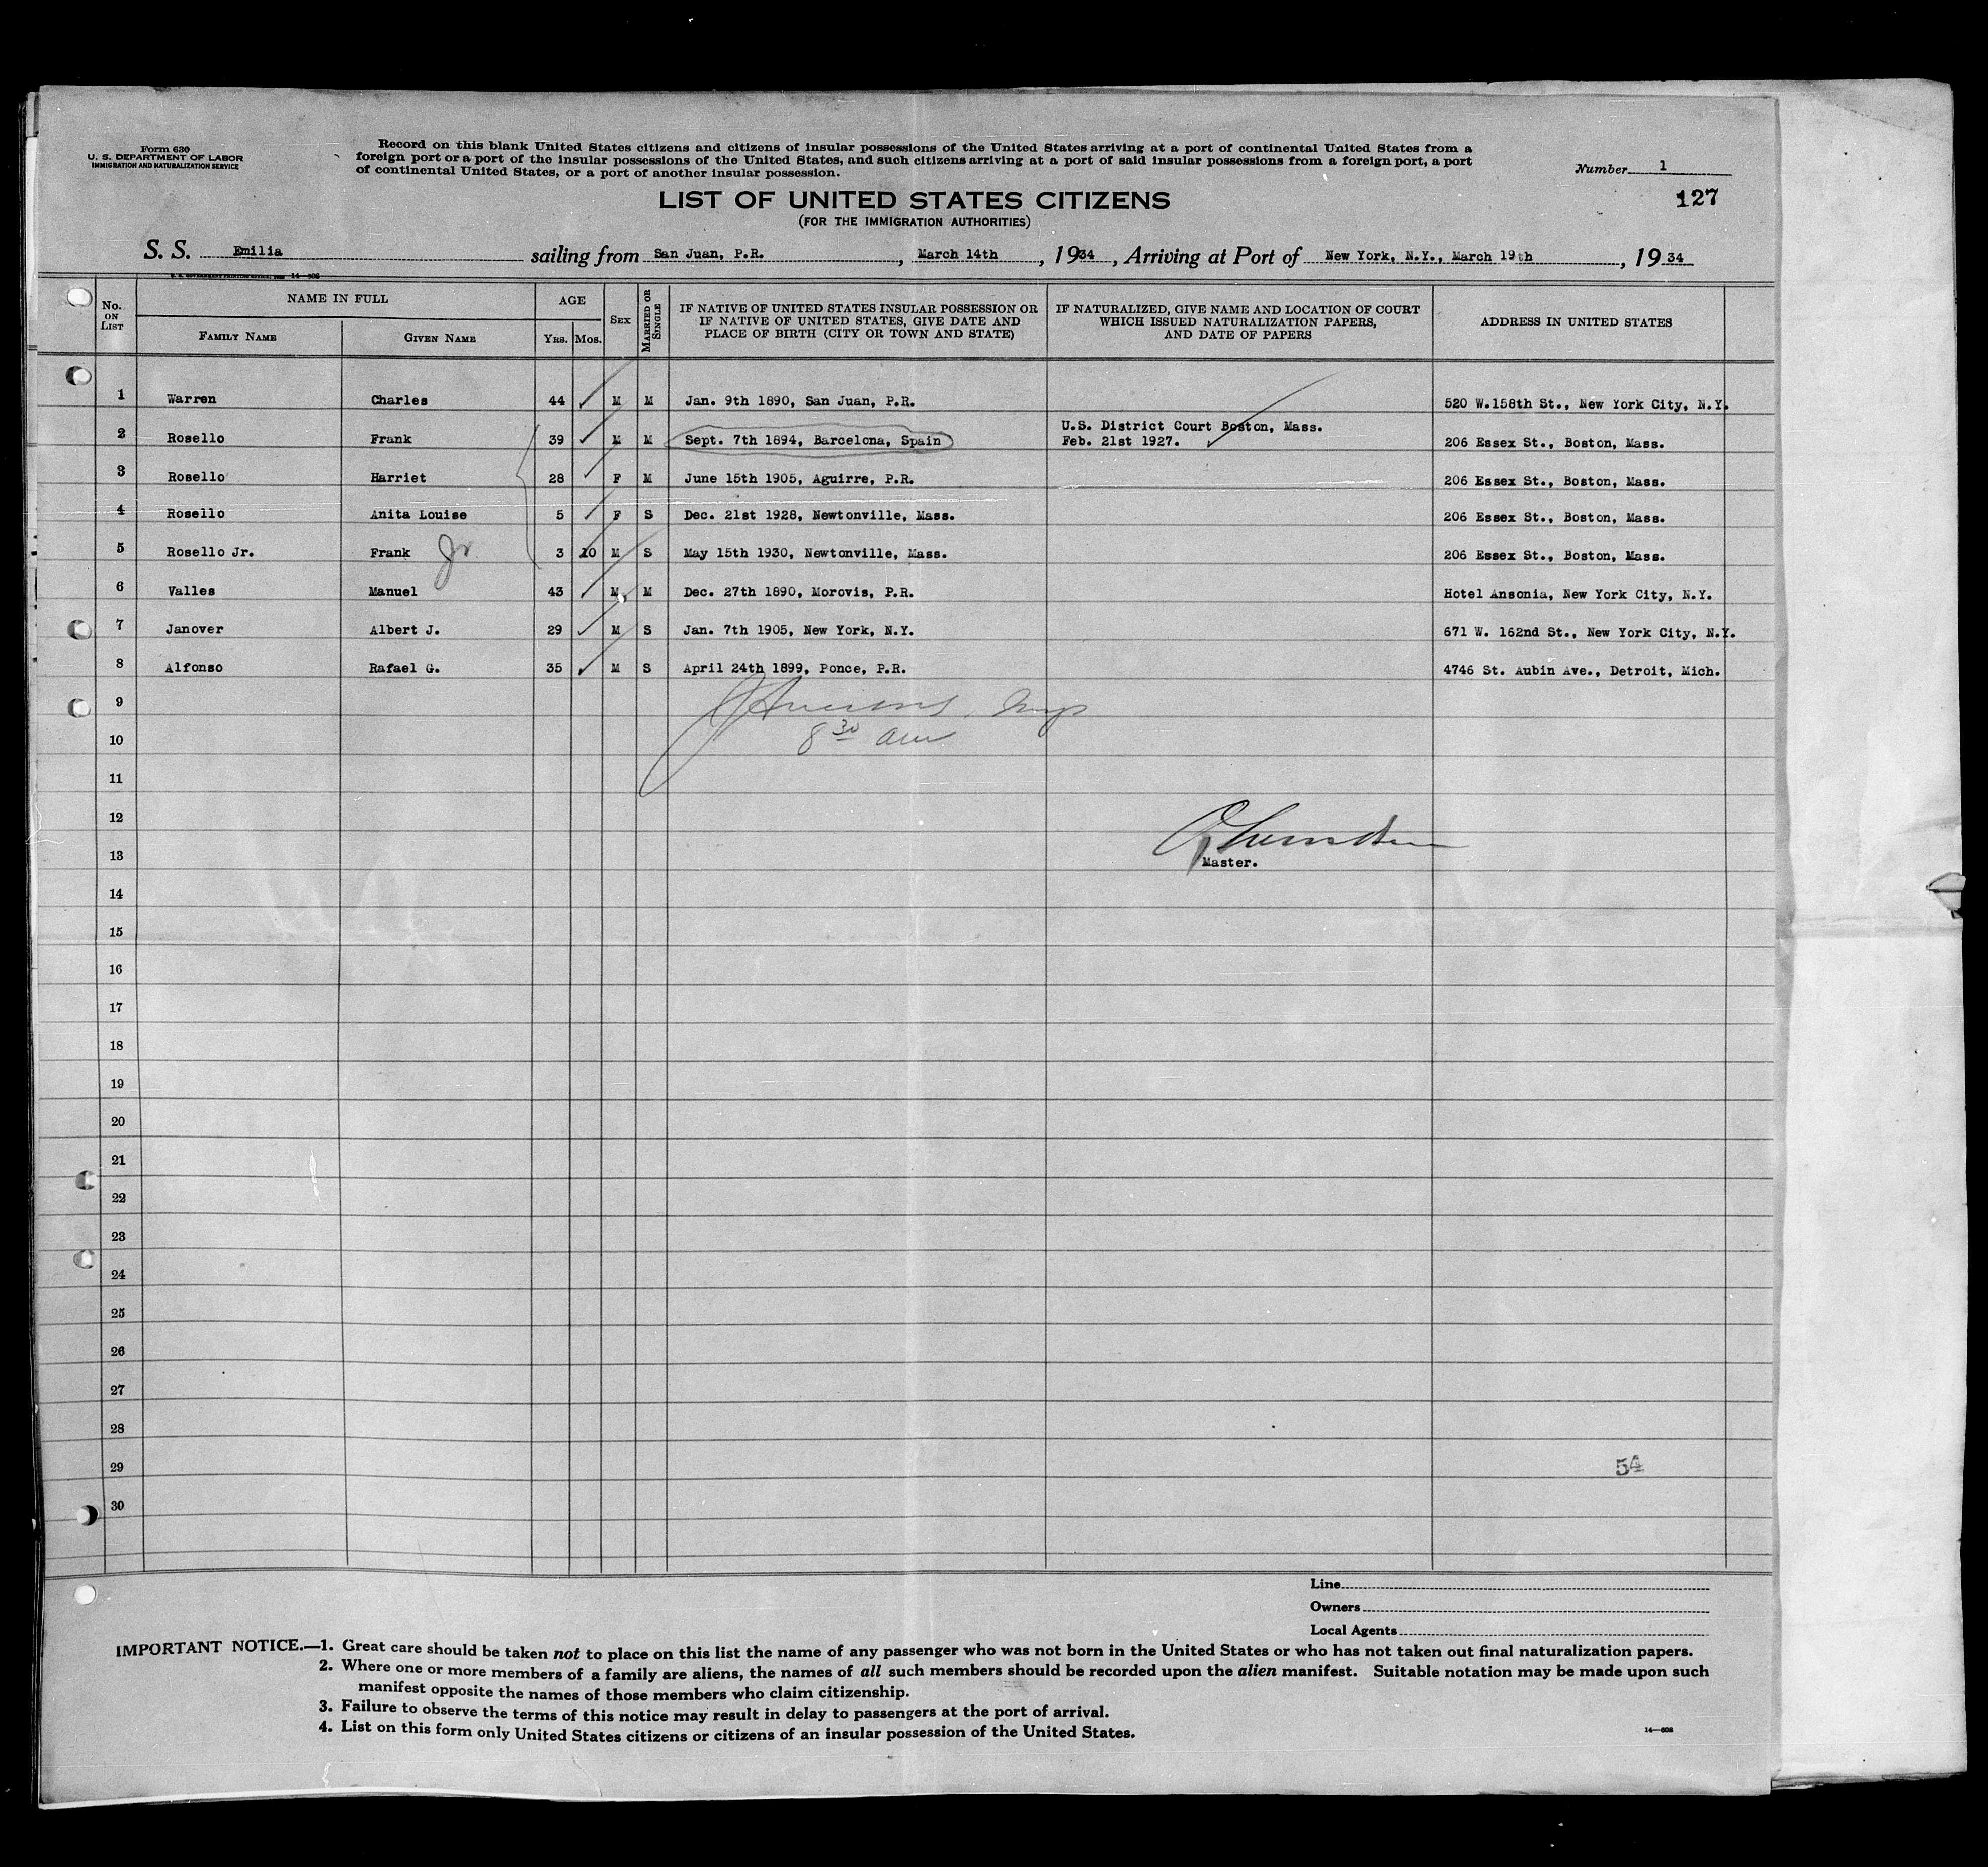 Form 630
U. S. DEPARTMENT OF LABOR
IMMIGRATION AND NATURALIZATION SERVICE
Record on this blank United States citizens and citizens of insular possessions of the United States arriving at a port of continental United States from a
foreign port or a port of the insular possessions of the United States, and such citizens arriving at a port of said insular possessions from a foreign port, a port
of continental United States, or a port of another insular possession.
Number 1
127
LIST OF UNITED STATES CITIZENS
(FOR THE IMMIGRATION AUTHORITIES)
S. S. Emilia sailing from San Juan, P.R., March 14th, 1934, Arriving at Port of New York, N.Y., March 19th, 1934
No. ON LIST
NAME IN FULL
FAMILY NAME
GIVEN NAME
AGE
YRS. MOS.
SEX
MARRIED OR SINGLE
IF NATIVE OF UNITED STATES INSULAR POSSESSION OR
IF NATIVE OF UNITED STATES, GIVE DATE AND
PLACE OF BIRTH (CITY OR TOWN AND STATE)
IF NATURALIZED, GIVE NAME AND LOCATION OF COURT
WHICH ISSUED NATURALIZATION PAPERS,
AND DATE OF PAPERS
ADDRESS IN UNITED STATES
1 Warren Charles 44 M M Jan. 9th 1890, San Juan, P.R. 520 W.158th St., New York City, N.Y.
2 Rosello Frank 39 M M Sept. 7th 1894, Barcelona, Spain U.S. District Court Boston, Mass. Feb. 21st 1927. 206 Essex St., Boston, Mass.
3 Rosello Harriet 28 F M June 15th 1905, Aguirre, P.R. 206 Essex St., Boston, Mass.
4 Rosello Anita Louise 5 F S Dec. 21st 1928, Newtonville, Mass. 206 Essex St., Boston, Mass.
5 Rosello Jr. Frank Jr. 3 10 M S May 15th 1930, Newtonville, Mass. 206 Essex St., Boston, Mass.
6 Valles Manuel 43 M M Dec. 27th 1890, Morovis, P.R. Hotel Ansonia, New York City, N.Y.
7 Janover Albert J. 29 M S Jan. 7th 1905, New York, N.Y. 671 W. 162nd St., New York City, N.Y.
8 Alfonso Rafael G. 35 M S April 24th 1899, Ponce, P.R. 4746 St. Aubin Ave., Detroit, Mich.
9
10 8 30 am
11
12
13 Master.
14
15
16
17
18
19
20
21
22
23
24
25
26
27
28
29 54
30
Line
Owners
Local Agents
IMPORTANT NOTICE.—1. Great care should be taken not to place on this list the name of any passenger who was not born in the United States or who has not taken out final naturalization papers.
2. Where one or more members of a family are aliens, the names of all such members should be recorded upon the alien manifest. Suitable notation may be made upon such
manifest opposite the names of those members who claim citizenship.
3. Failure to observe the terms of this notice may result in delay to passengers at the port of arrival.
4. List on this form only United States citizens or citizens of an insular possession of the United States.
14—608